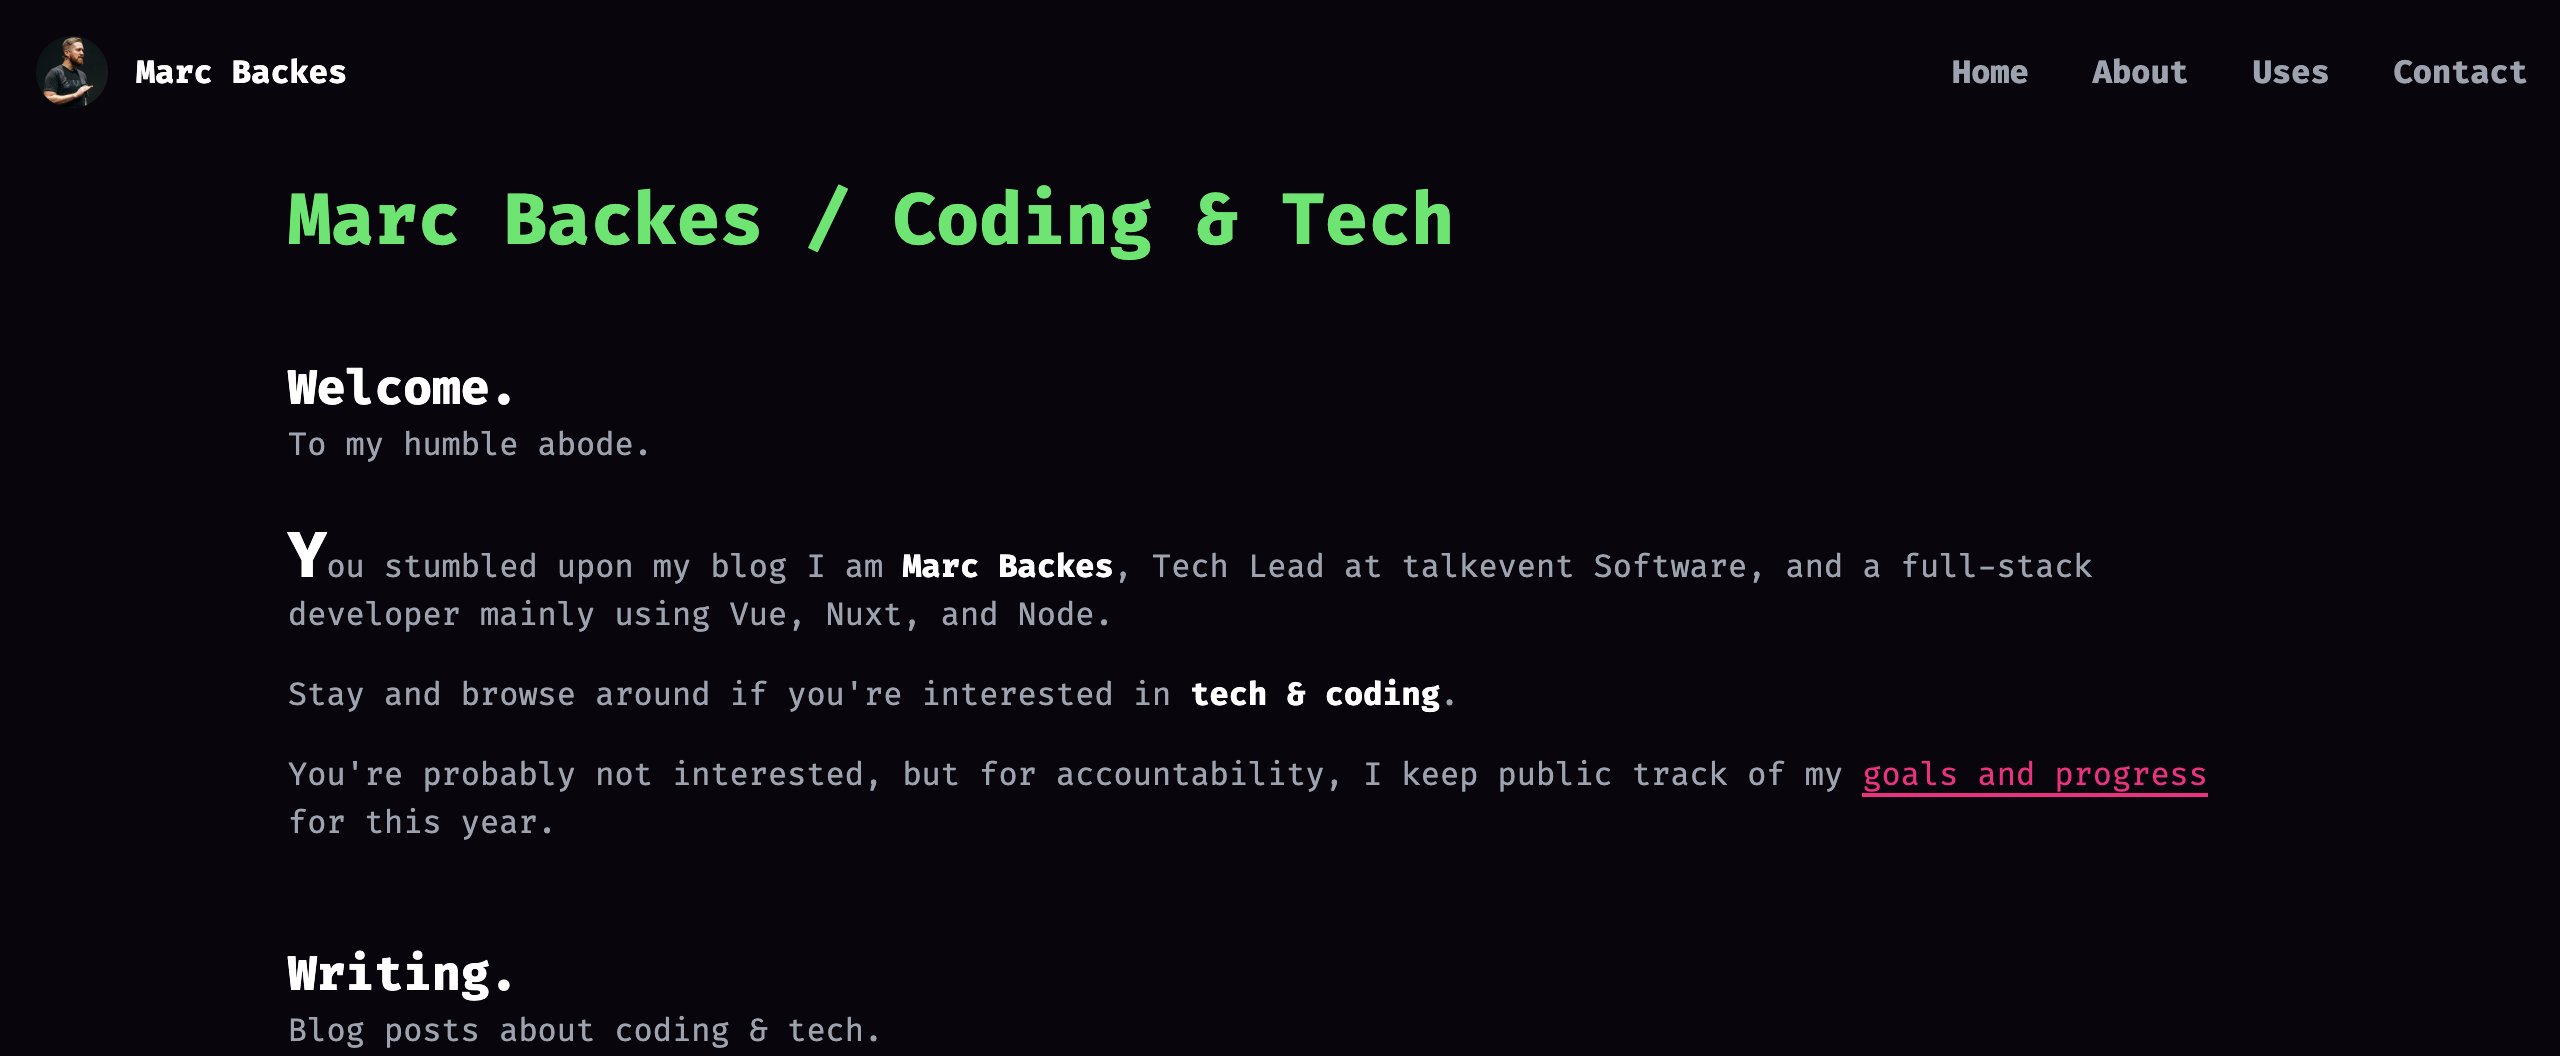 Marc Backes
Home About Uses Contact
Marc Backes / Coding & Tech
Welcome.
To my humble abode.
You stumbled upon my blog I am Marc Backes, Tech Lead at talkevent Software, and a full-stack
developer mainly using Vue, Nuxt, and Node.
Stay and browse around if you're interested in tech & coding.
You're probably not interested, but for accountability, I keep public track of my goals and progress
for this year.
Writing.
Blog posts about coding & tech.